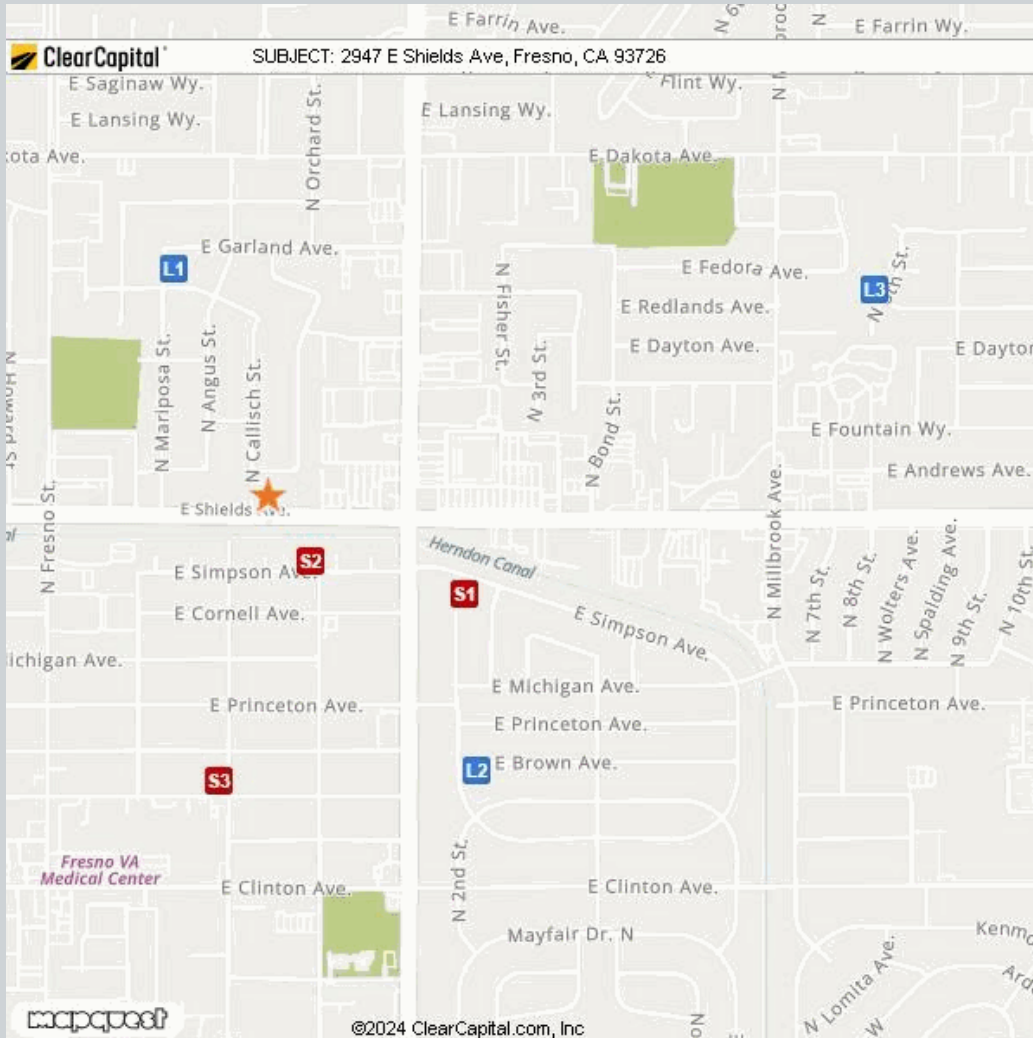 E Farrin Ave.
E Farrin Wy.
ClearCapital
SUBJECT: 2947 E Shields Ave, Fresno, CA 93726
E Saginaw Wy.
Flint Wy.
E Lansing Wy.
E Lansing Wy.
N Orchard St.
E Dakota Ave.
E Garland Ave.
L1
E Fedora Ave.
L3
N Fisher St.
E Redlands Ave.
E Dayton Ave.
N Mariposa St.
N Angus St.
N Callisch St.
N 3rd St.
N Bond St.
E Fountain Wy.
E Andrews Ave.
N Fresno St.
E Shields
N Millbrook Ave.
S2
E Simpson Ave.
Herndon Canal
S1
E Cornell Ave.
E Simpson Ave.
N 7th St.
N 8th St.
N Wolters Ave.
N Spalding Ave.
N 9th St.
N 10th St.
E Michigan Ave.
E Princeton Ave.
E Princeton Ave.
E Princeton Ave.
L2
E Brown Ave.
S3
Fresno VA
Medical Center
E Clinton Ave.
N 2nd St.
E Clinton Ave.
Mayfair Dr. N
N Lomita Ave.
W
mapquest
©2024 ClearCapital.com, Inc